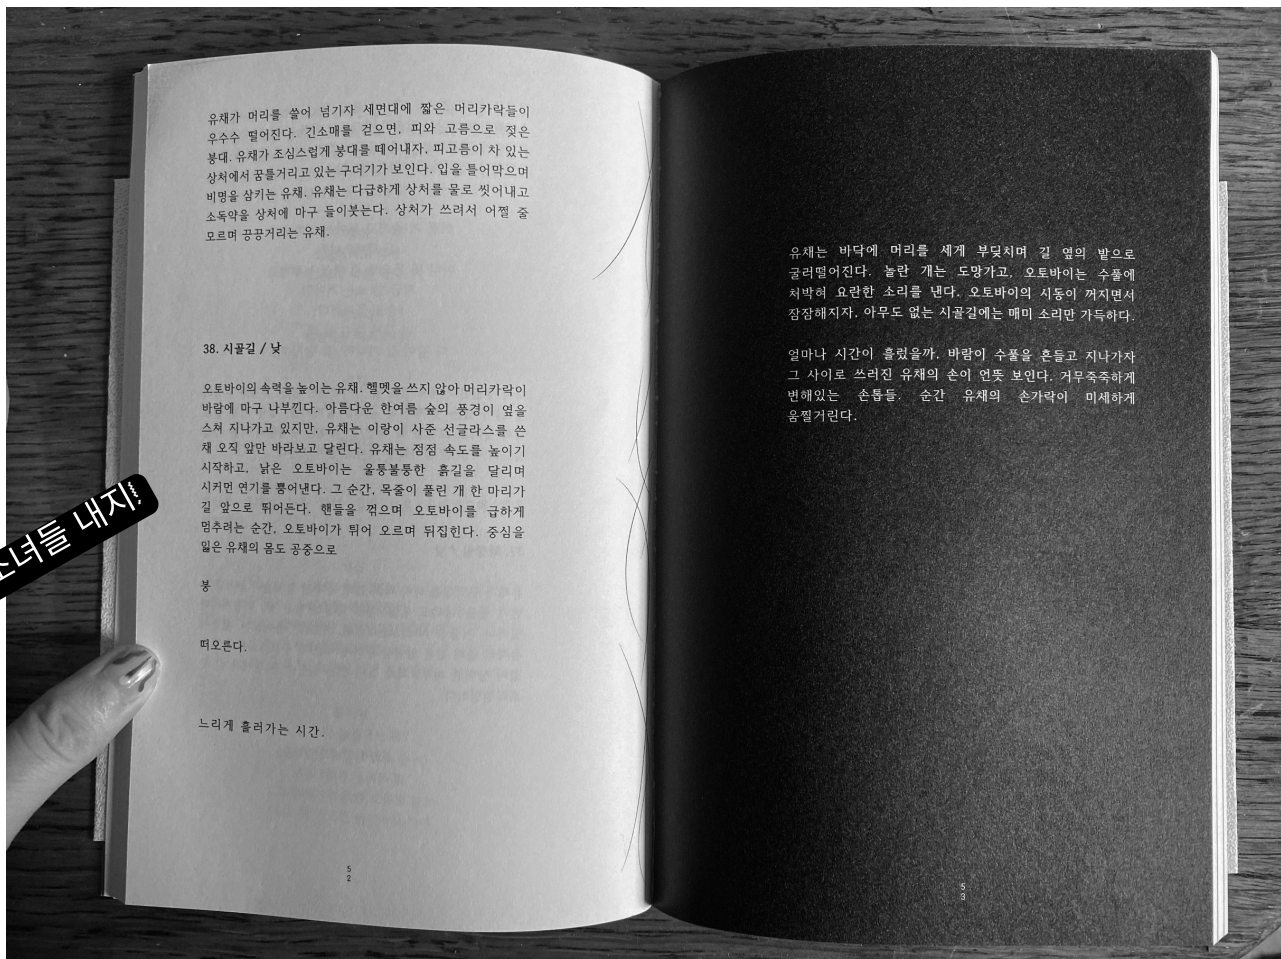 유채가 머리를 쓸어 넘기자 세면대에 짧은 머리카락들이
우수수 떨어진다. 긴소매를 걷으면, 피와 고름으로 젖은
붕대. 유채가 조심스럽게 붕대를 떼어내자, 피고름이 차 있는
상처에서 꿈틀거리고 있는 구더기가 보인다. 입을 틀어막으며
비명을 삼키는 유채. 유채는 다급하게 상처를 물로 씻어내고
소독약을 상처에 마구 들이붓는다. 상처가 쓰려서 어쩔 줄
모르며 끙끙거리는 유채.
38. 시골길 / 낮
오토바이의 속력을 높이는 유채. 헬멧을 쓰지 않아 머리카락이
바람에 마구 나부낀다. 아름다운 한여름 숲의 풍경이 옆을
스쳐 지나가고 있지만, 유채는 이랑이 사준 선글라스를 쓴
채 오직 앞만 바라보고 달린다. 유채는 점점 속도를 높이기
시작하고, 낡은 오토바이는 울퉁불퉁한 흙길을 달리며
시커먼 연기를 뿜어낸다. 그 순간, 목줄이 풀린 개 한 마리가
길 앞으로 뛰어든다. 핸들을 꺾으며 오토바이를 급하게
멈추려는 순간, 오토바이가 튀어 오르며 뒤집힌다. 중심을
잃은 유채의 몸도 공중으로
붕
떠오른다.
느리게 흘러가는 시간.
5
2
소녀들 내지!
유채는 바닥에 머리를 세게 부딪치며 길 옆의 밭으로
굴러떨어진다. 놀란 개는 도망가고, 오토바이는 수풀에
처박혀 요란한 소리를 낸다. 오토바이의 시동이 꺼지면서
잠잠해지자, 아무도 없는 시골길에는 매미 소리만 가득하다.
얼마나 시간이 흘렀을까, 바람이 수풀을 흔들고 지나가자
그 사이로 쓰러진 유채의 손이 언뜻 보인다. 거무죽죽하게
변해있는 손톱들. 순간 유채의 손가락이 미세하게
움찔거린다.
5
3